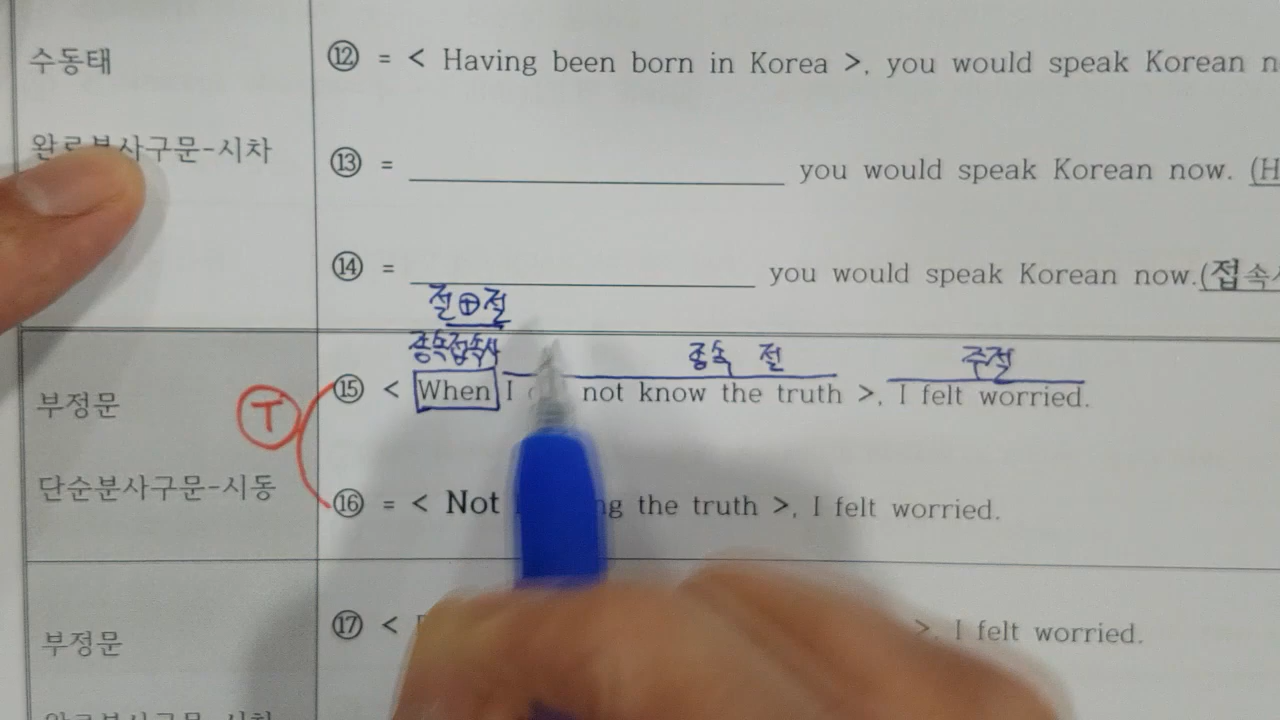 수동태
⑫ = < Having been born in Korea >, you would speak Korean
완료분사구문-시차
⑬ = you would speak Korean now.
⑭ = you would speak Korean now.
절⊕절
종속접속사 종속 절 주절
부정문
T
⑮ < When I not know the truth >, I felt worried.
단순분사구문-시동
⑯ = < Not the truth >, I felt worried.
부정문
⑰ < >, I felt worried.